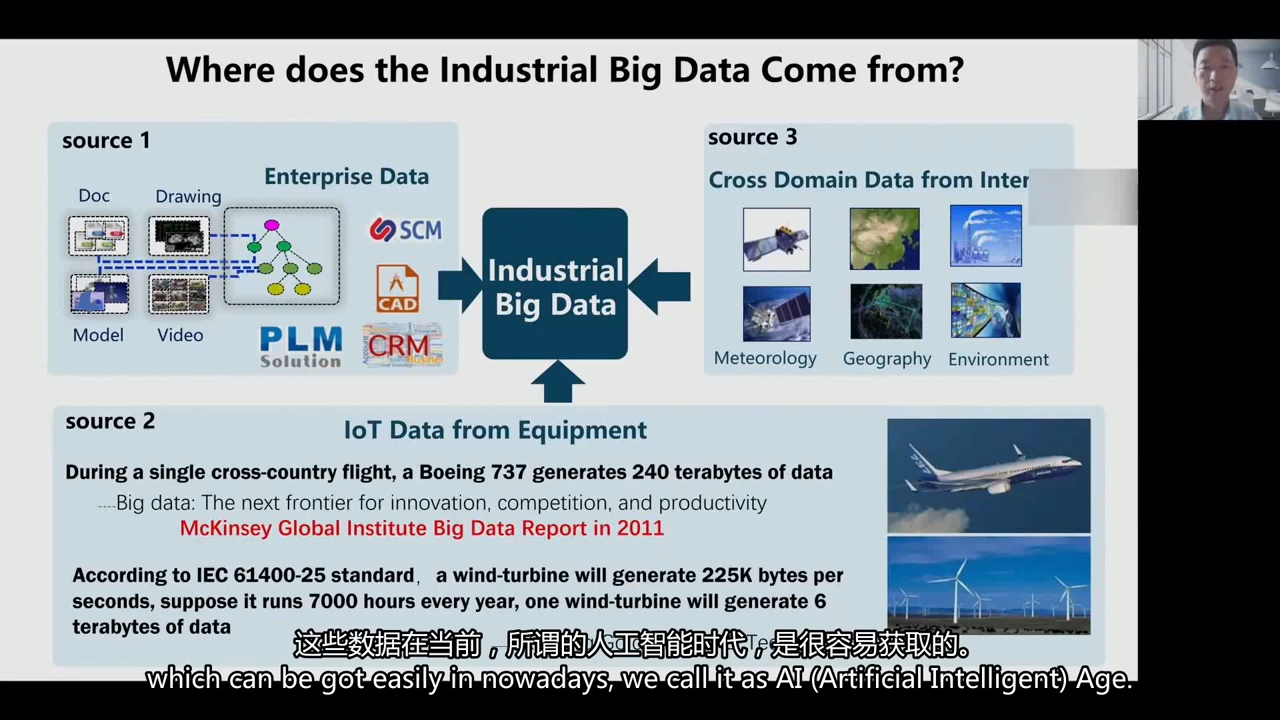 Where does the Industrial Big Data Come from?
source 1
Enterprise Data
Doc
Drawing
Model
Video
SCM
CAD
PLM
Solution
CRM
Industrial
Big Data
source 3
Cross Domain Data from Inter
Meteorology
Geography
Environment
source 2
IoT Data from Equipment
During a single cross-country flight, a Boeing 737 generates 240 terabytes of data
----Big data: The next frontier for innovation, competition, and productivity
McKinsey Global Institute Big Data Report in 2011
According to IEC 61400-25 standard， a wind-turbine will generate 225K bytes per
seconds, suppose it runs 7000 hours every year, one wind-turbine will generate 6
terabytes of data
这些数据在当前，所谓的人工智能时代，是很容易获取的。
which can be got easily in nowadays, we call it as AI (Artificial Intelligent) Age.